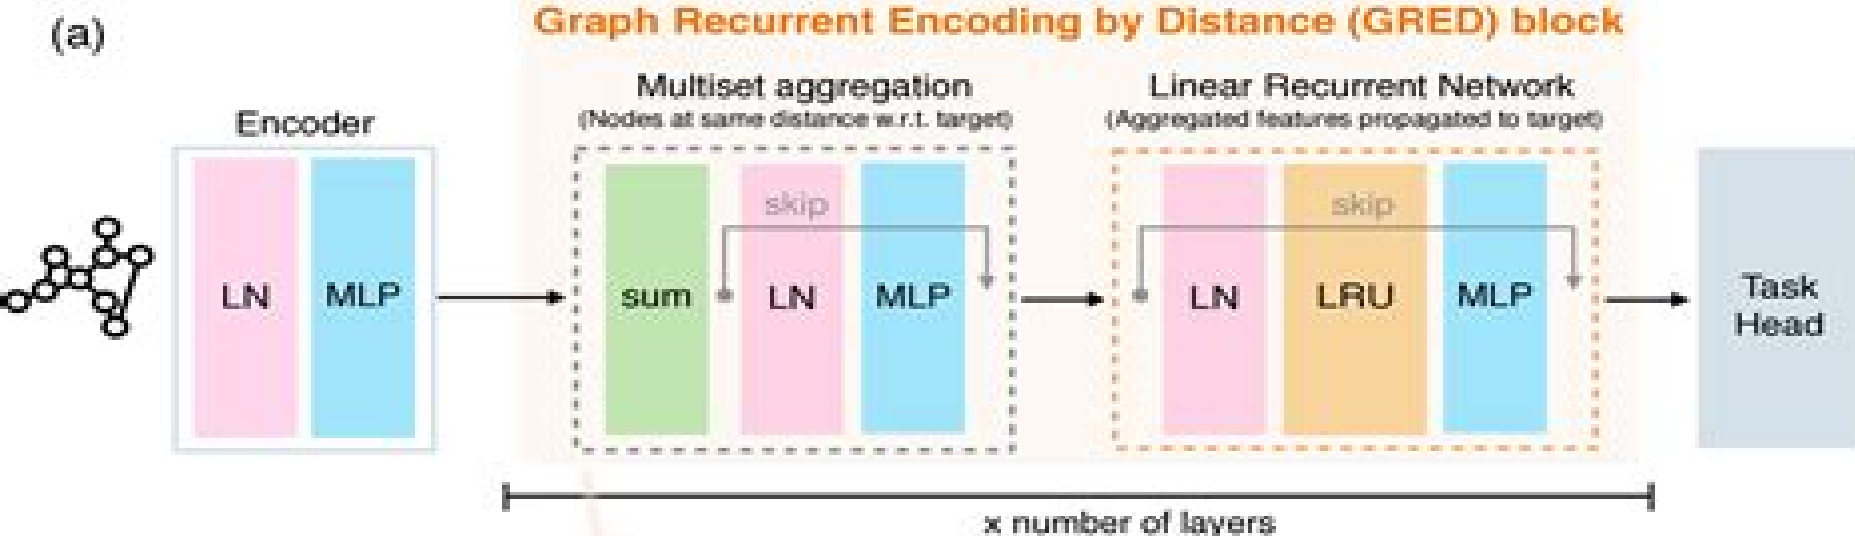 (a)
Graph Recurrent Encoding by Distance (GRED) block
Encoder
Multiset aggregation
(Nodes at same distance w.r.t. target)
Linear Recurrent Network
(Aggregated features propagated to target)
LN
MLP
sum
skip
LN
MLP
skip
LN
LRU
MLP
Task
Head
x number of layers